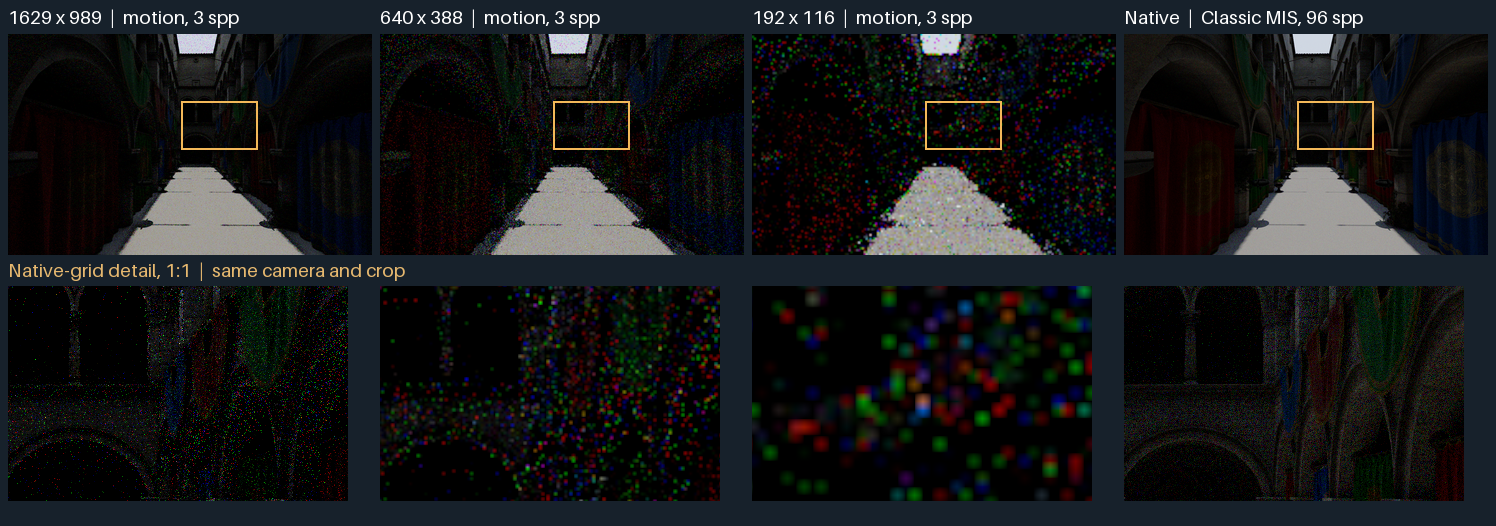 1629 x 989 | motion, 3 spp
640 x 388 | motion, 3 spp
192 x 116 | motion, 3 spp
Native | Classic MIS, 96 spp
Native-grid detail, 1:1 | same camera and crop